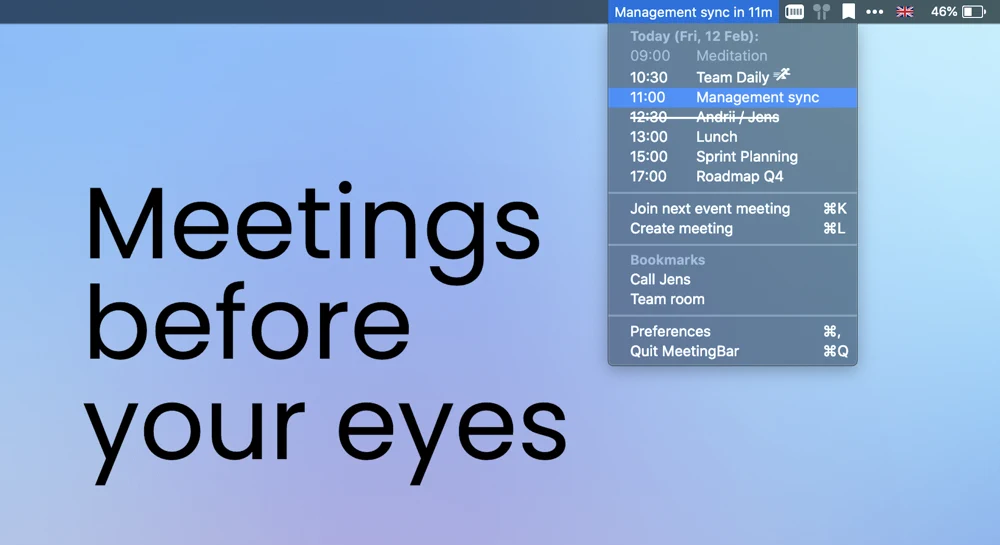 Management sync in 11m
46%
Today (Fri, 12 Feb):
09:00 Meditation
10:30 Team Daily
11:00 Management sync
12:30 Andrii / Jens
13:00 Lunch
15:00 Sprint Planning
17:00 Roadmap Q4
Join next event meeting ⌘K
Create meeting ⌘L
Bookmarks
Call Jens
Team room
Preferences ⌘,
Quit MeetingBar ⌘Q
Meetings
before
your eyes